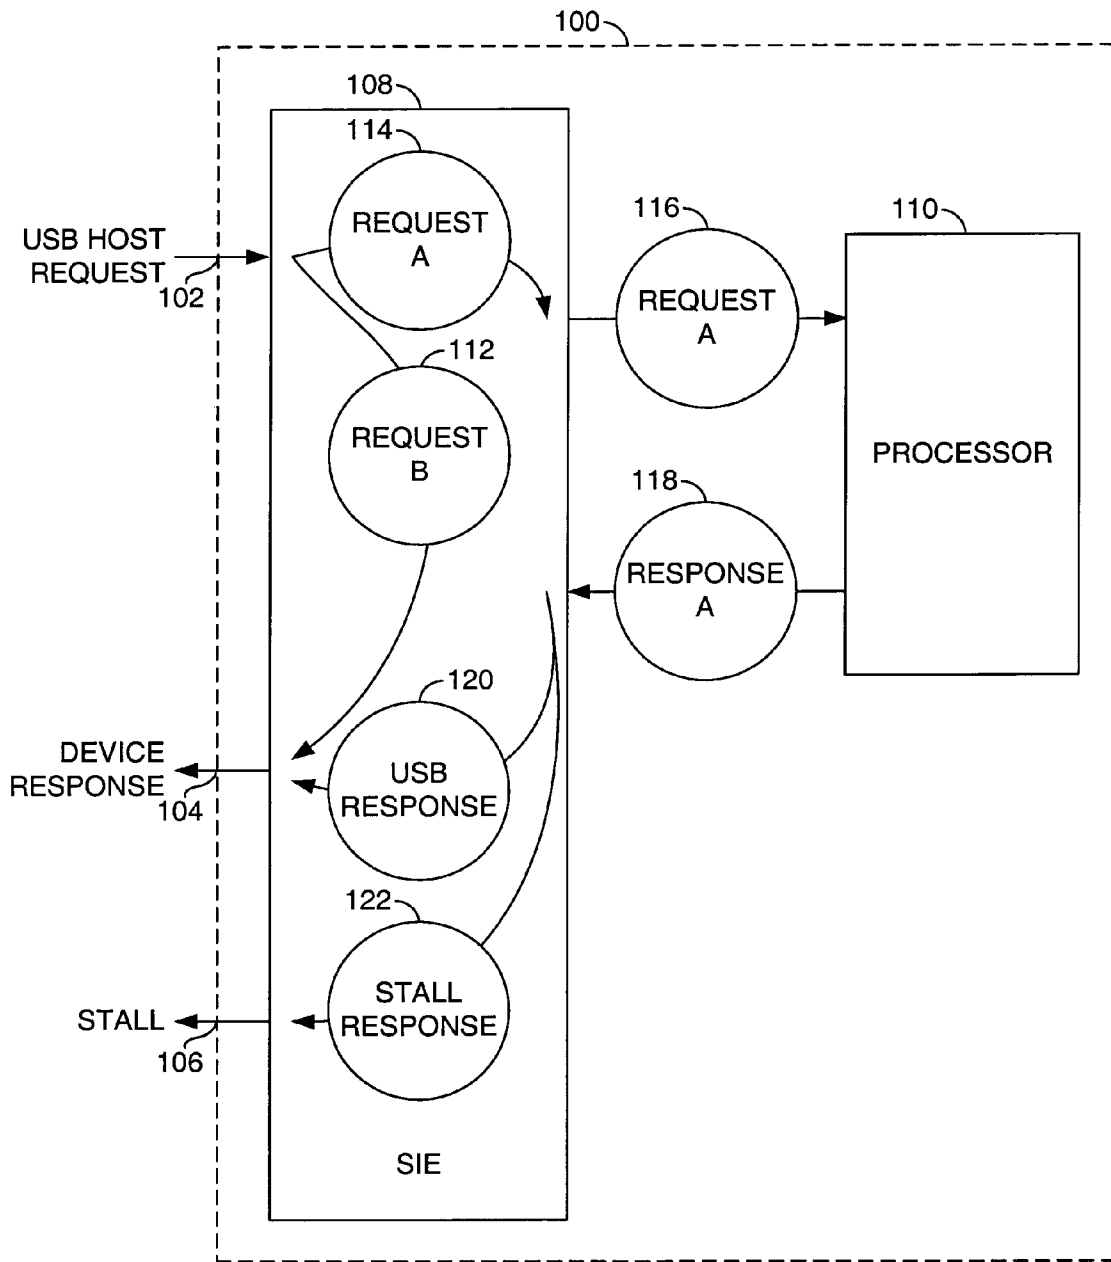 100
108
114
REQUEST
A
USB HOST
REQUEST
102
116
REQUEST
A
110
PROCESSOR
112
REQUEST
B
118
RESPONSE
A
120
USB
RESPONSE
DEVICE
RESPONSE
104
122
STALL
RESPONSE
STALL
106
SIE